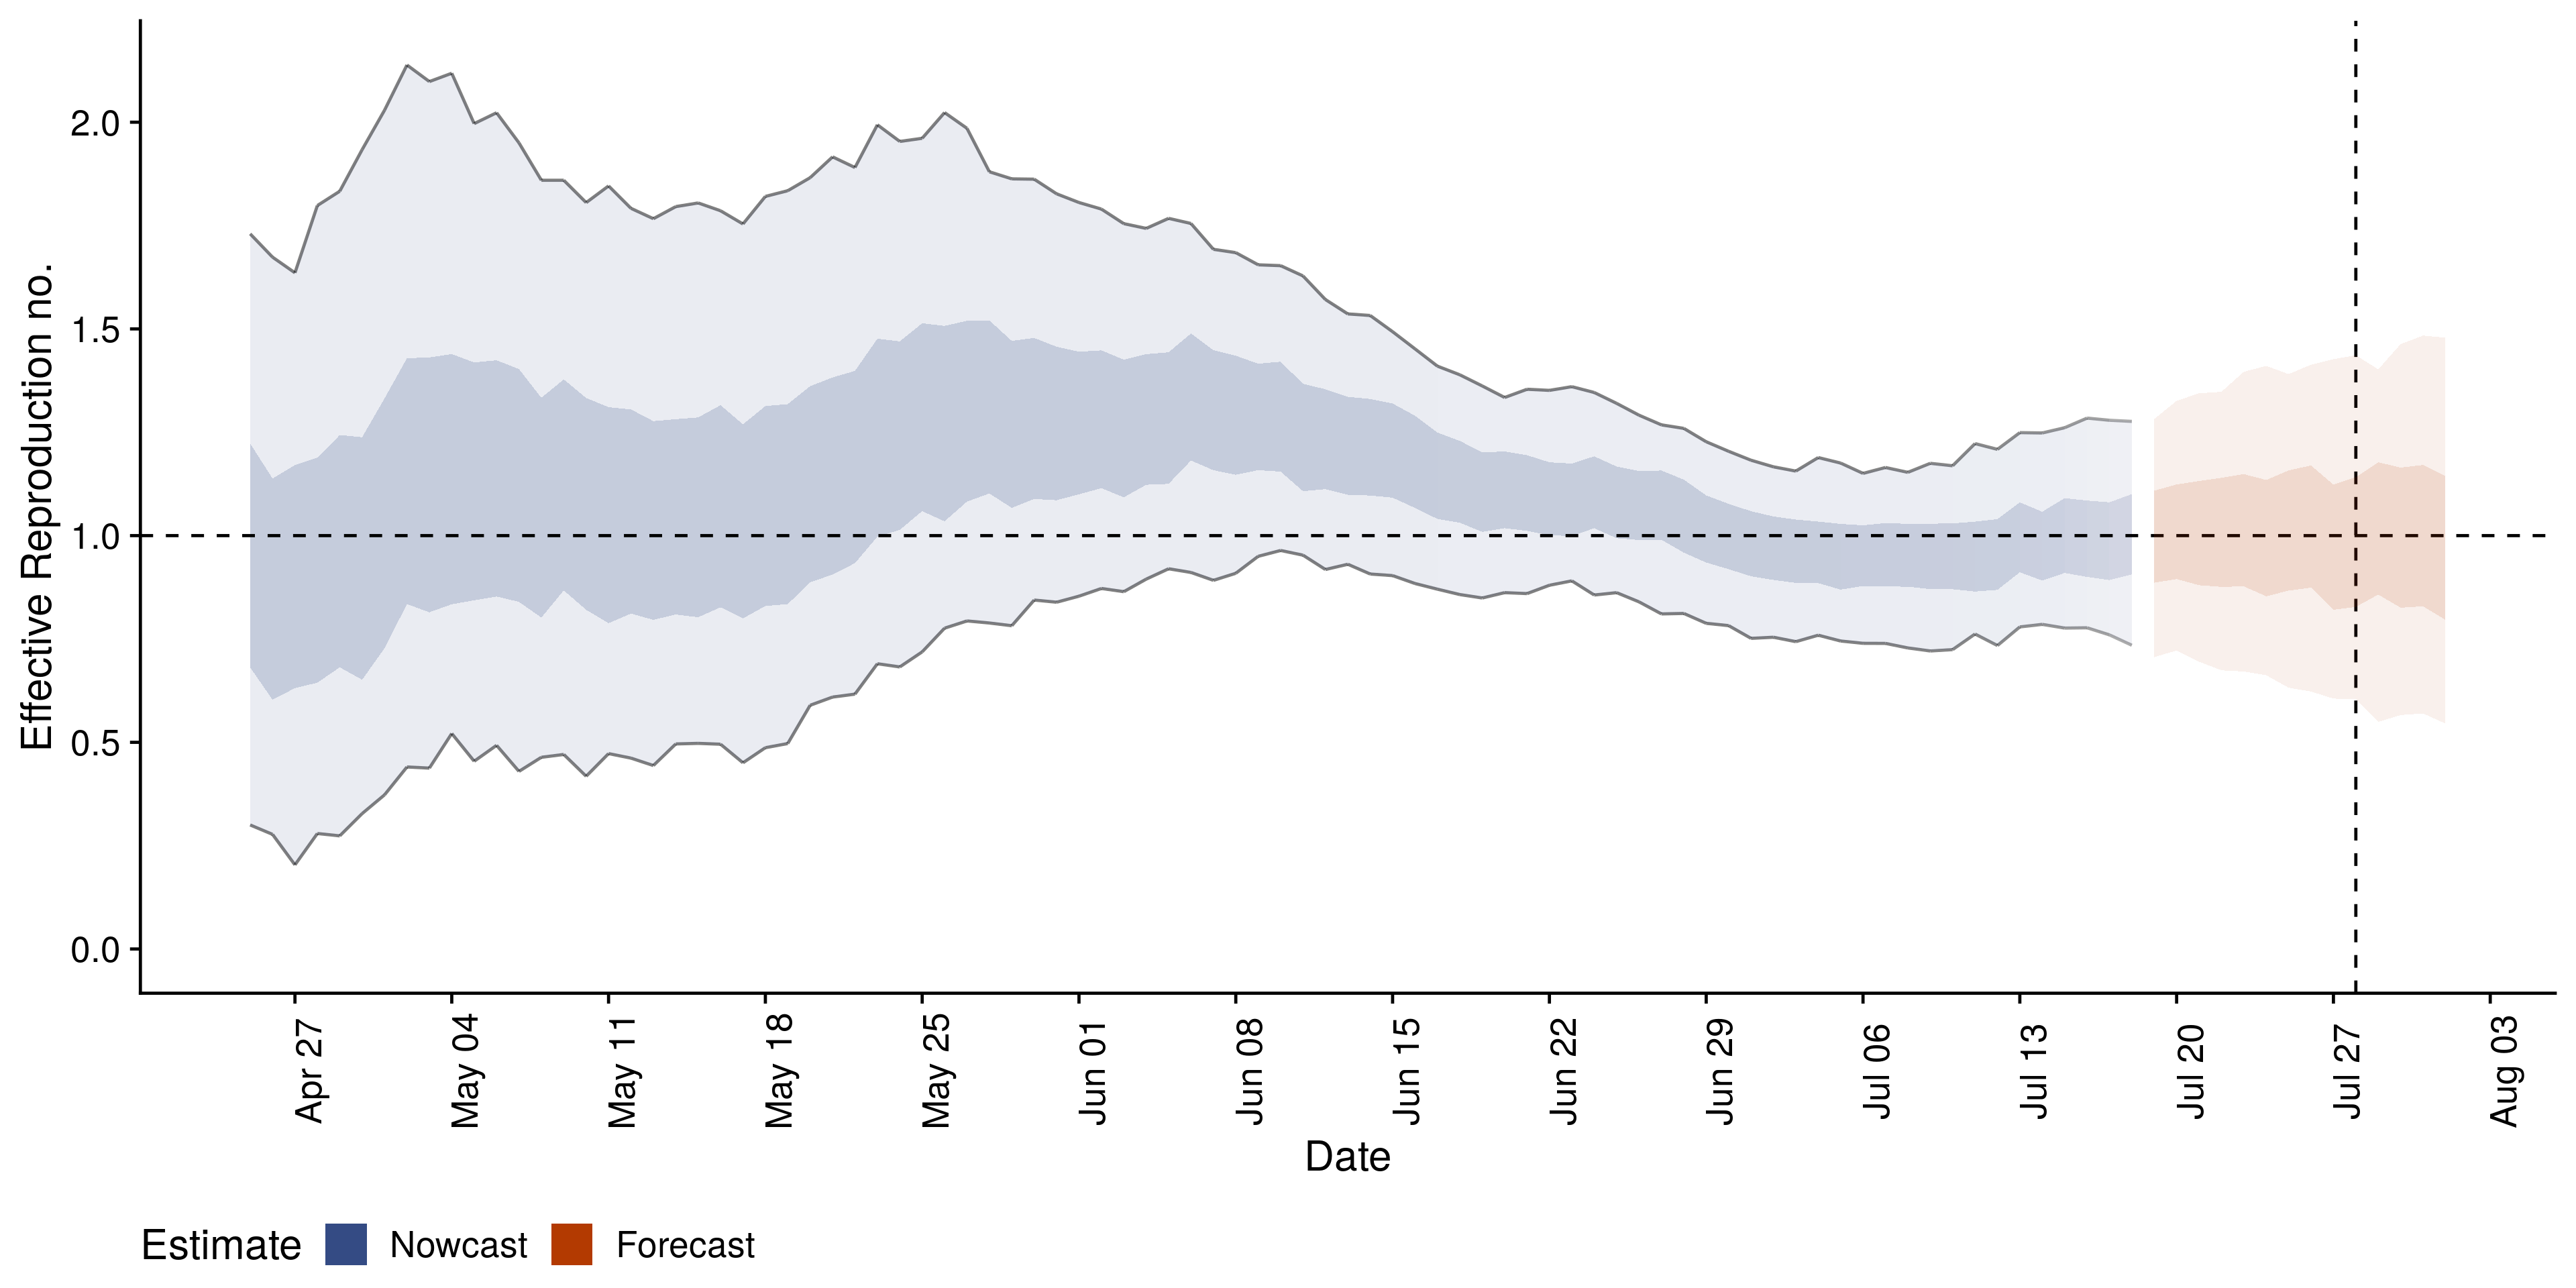 Effective Reproduction no.
2.0
1.5
1.0
0.5
0.0
Apr 27
May 04
May 11
May 18
May 25
Jun 01
Jun 08
Jun 15
Jun 22
Jun 29
Jul 06
Jul 13
Jul 20
Jul 27
Aug 03
Date
Estimate Nowcast Forecast